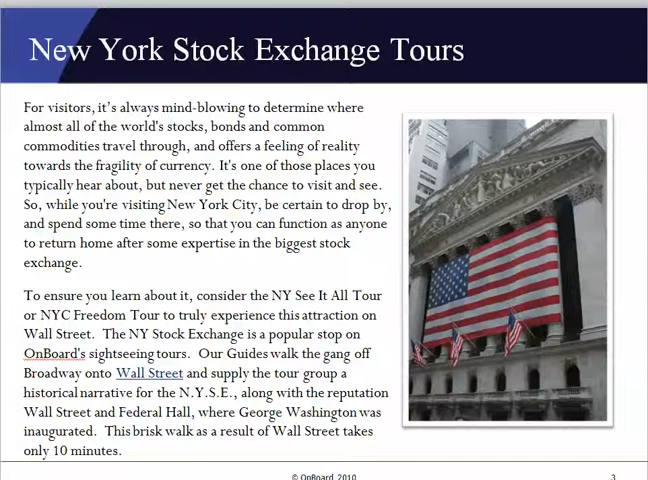 New York Stock Exchange Tours
For visitors, it's always mind-blowing to determine where
almost all of the world's stocks, bonds and common
commodities travel through, and offers a feeling of reality
towards the fragility of currency. It's one of those places you
typically hear about, but never get the chance to visit and see.
So, while you're visiting New York City, be certain to drop by,
and spend some time there, so that you can function as anyone
to return home after some expertise in the biggest stock
exchange.
To ensure you learn about it, consider the NY See It All Tour
or NYC Freedom Tour to truly experience this attraction on
Wall Street. The NY Stock Exchange is a popular stop on
OnBoard's sightseeing tours. Our Guides walk the gang off
Broadway onto Wall Street and supply the tour group a
historical narrative for the N.Y.S.E., along with the reputation
Wall Street and Federal Hall, where George Washington was
inaugurated. This brisk walk as a result of Wall Street takes
only 10 minutes.
© OnBoard 2010
3